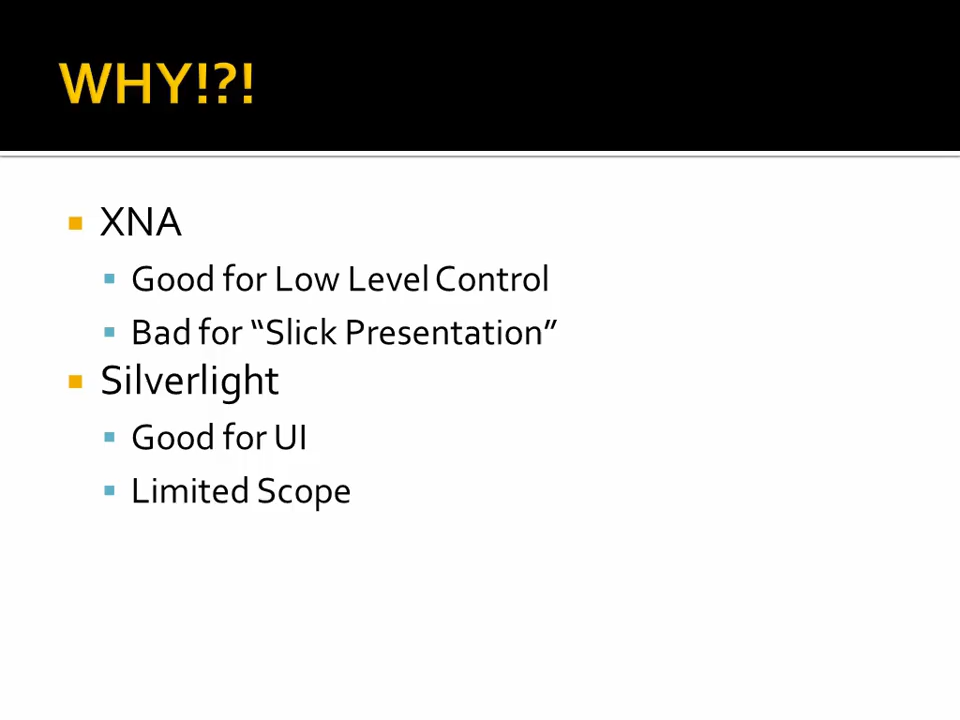 WHY!?!
XNA
Good for Low Level Control
Bad for “Slick Presentation”
Silverlight
Good for UI
Limited Scope